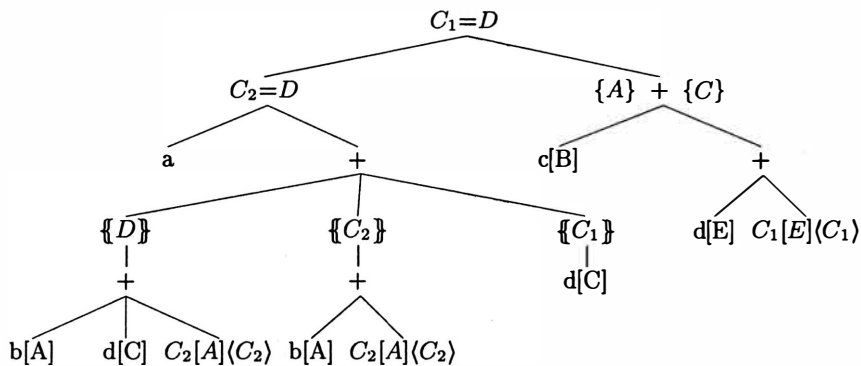 C₁=D
C₂=D {A} + {C}
a + c[B] +
⦃D⦄ ⦃C₂⦄ ⦃C₁⦄ d[E] C₁[E]⟨C₁⟩
+ + d[C]
b[A] d[C] C₂[A]⟨C₂⟩ b[A] C₂[A]⟨C₂⟩